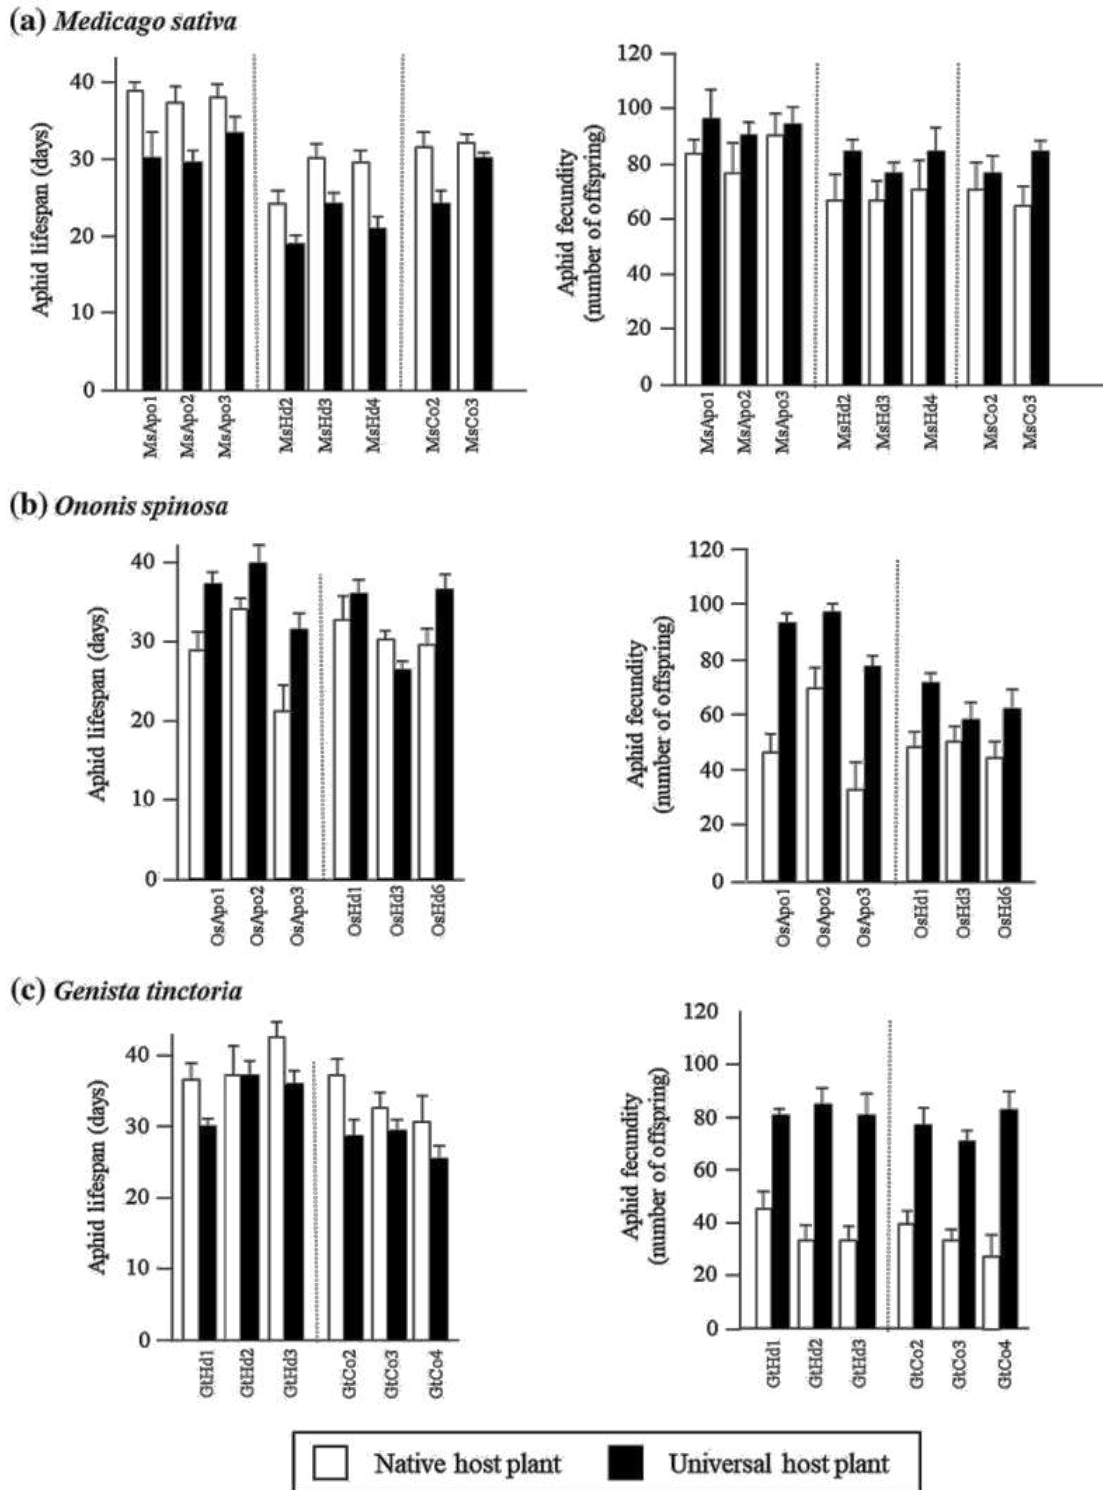 (a) Medicago sativa
Aphid lifespan (days)
40
30
20
10
0
MsApo1
MsApo2
MsApo3
MsHd2
MsHd3
MsHd4
MsCo2
MsCo3
Aphid fecundity
(number of offspring)
120
100
80
60
40
20
0
MsApo1
MsApo2
MsApo3
MsHd2
MsHd3
MsHd4
MsCo2
MsCo3
(b) Ononis spinosa
Aphid lifespan (days)
40
30
20
10
0
OsApo1
OsApo2
OsApo3
OsHd1
OsHd3
OsHd6
Aphid fecundity
(number of offspring)
120
100
80
60
40
20
0
OsApo1
OsApo2
OsApo3
OsHd1
OsHd3
OsHd6
(c) Genista tinctoria
Aphid lifespan (days)
40
30
20
10
0
GtHd1
GtHd2
GtHd3
GtCo2
GtCo3
GtCo4
Aphid fecundity
(number of offspring)
120
100
80
60
40
20
0
GtHd1
GtHd2
GtHd3
GtCo2
GtCo3
GtCo4
Native host plant
Universal host plant